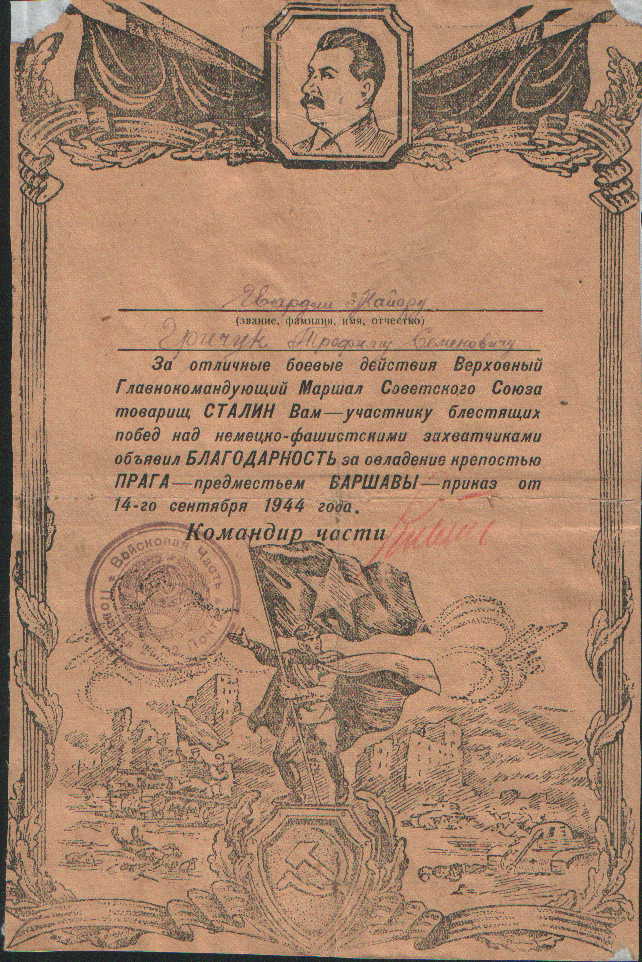 Гвардии Майору
(звание, фамилия, имя, отчество)
Гричук Трофиму Семеновичу
За отличные боевые действия Верховный
Главнокомандующий Маршал Советского Союза
товарищ СТАЛИН Вам—участнику блестящих
побед над немецко-фашистскими захватчиками
объявил БЛАГОДАРНОСТЬ за овладение крепостью
ПРАГА—предместьем ВАРШАВЫ—приказ от
14-го сентября 1944 года.
Командир части
Войсковая Часть